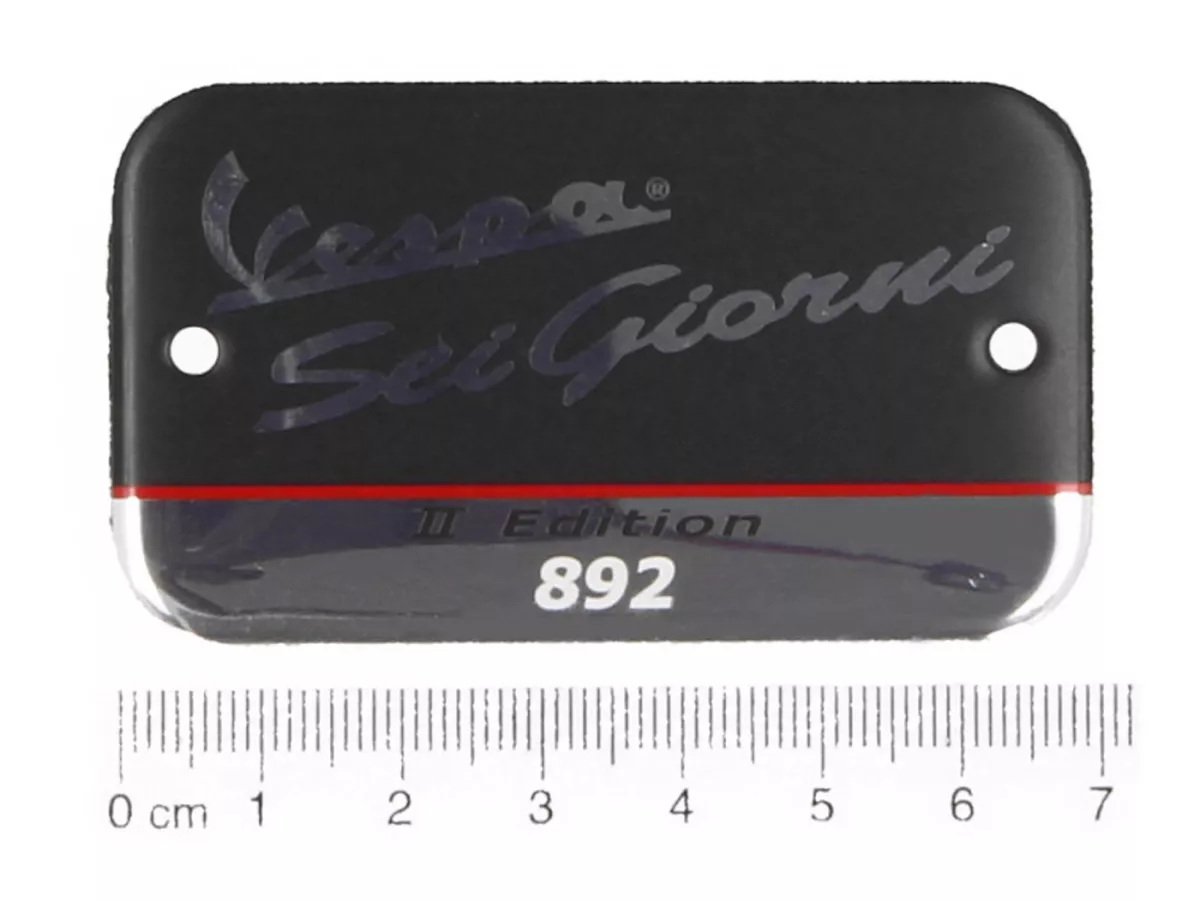 Vespa®
Sei Giorni
II Edition
892
0 cm 1 2 3 4 5 6 7